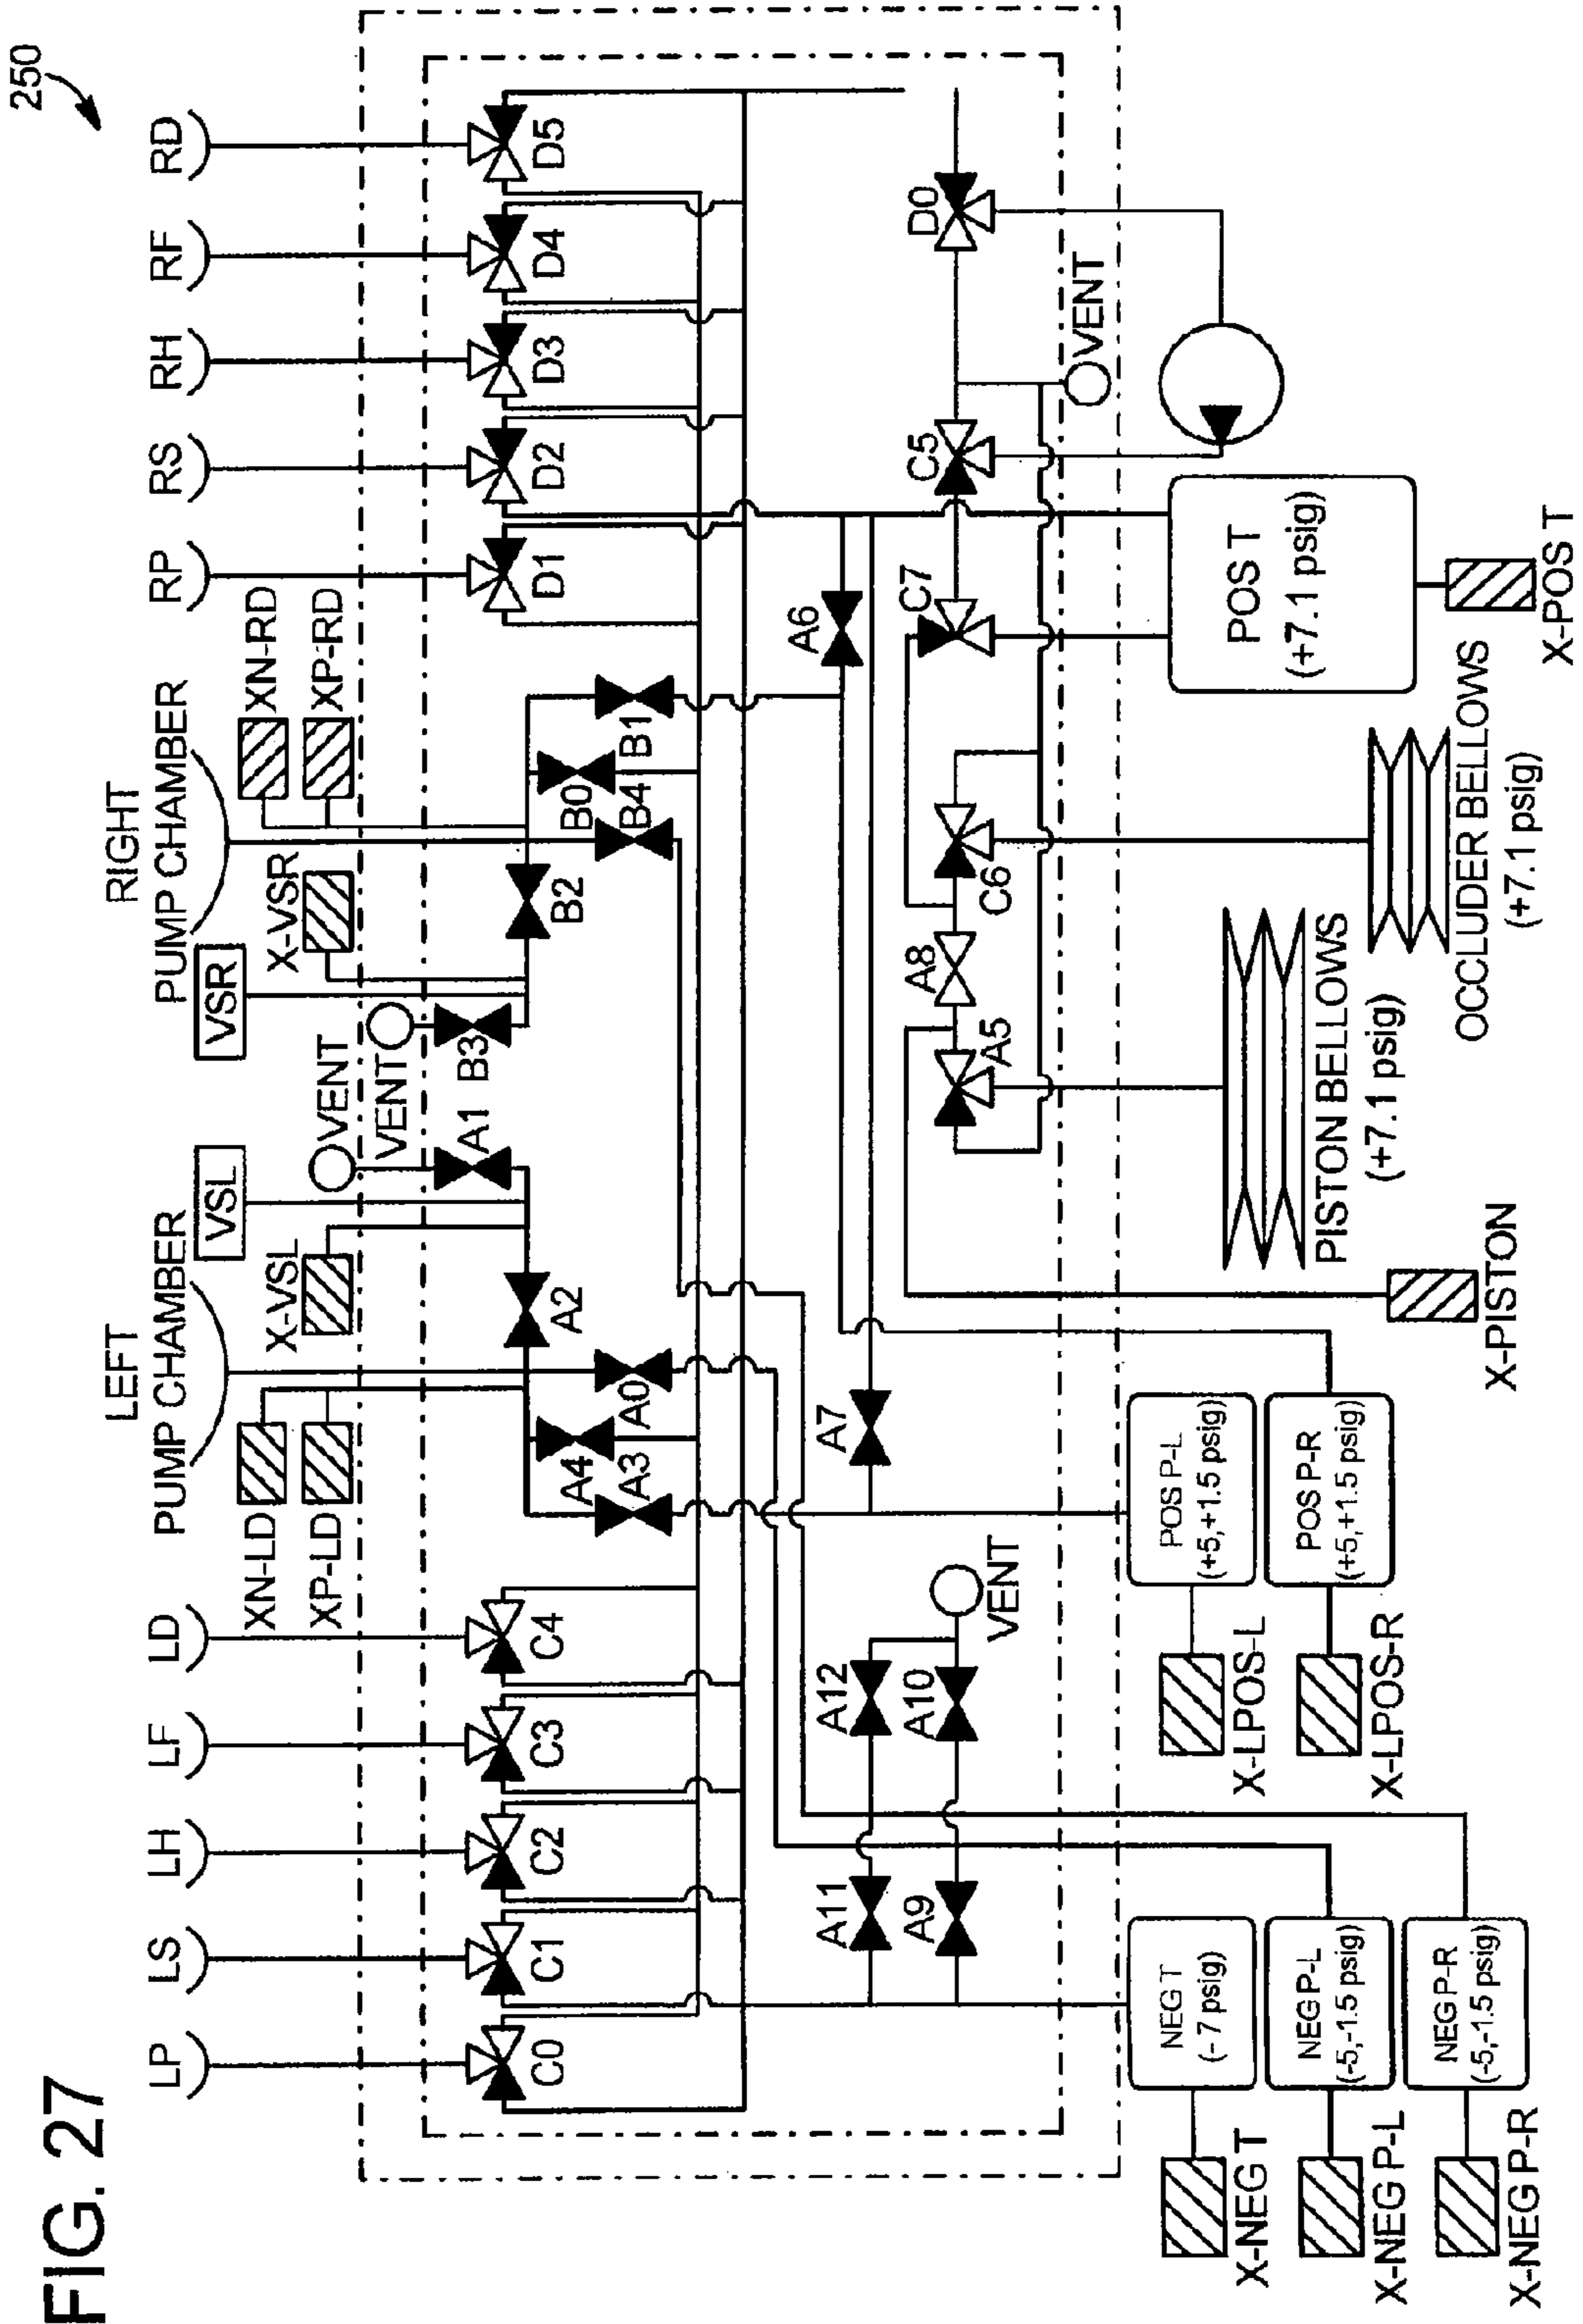 FIG. 27
250
LP
LS
LH
LF
LD
LEFT
PUMP CHAMBER
RIGHT
PUMP CHAMBER
RP
RS
RH
RF
RD
XN-LD
XP-LD
X-VSL
VSL
VENT
VENT
VSR
X-VSR
XN-RD
XP-RD
C0
C1
C2
C3
C4
A4
A3
A0
A2
A1
B3
B2
B0
B4
B1
D1
D2
D3
D4
D5
A11
A12
A9
A10
VENT
A7
A6
A5
A8
C6
C7
C5
D0
VENT
NEG T
(-7 psig)
X-NEG T
NEG P-L
(-5,-1.5 psig)
X-NEG P-L
NEG P-R
(-5,-1.5 psig)
X-NEG P-R
POS P-L
(+5,+1.5 psig)
X-LPOS-L
POS P-R
(+5,+1.5 psig)
X-LPOS-R
X-PISTON
PISTON BELLOWS
(+7.1 psig)
OCCLUDER BELLOWS
(+7.1 psig)
POS T
(+7.1 psig)
X-POS T